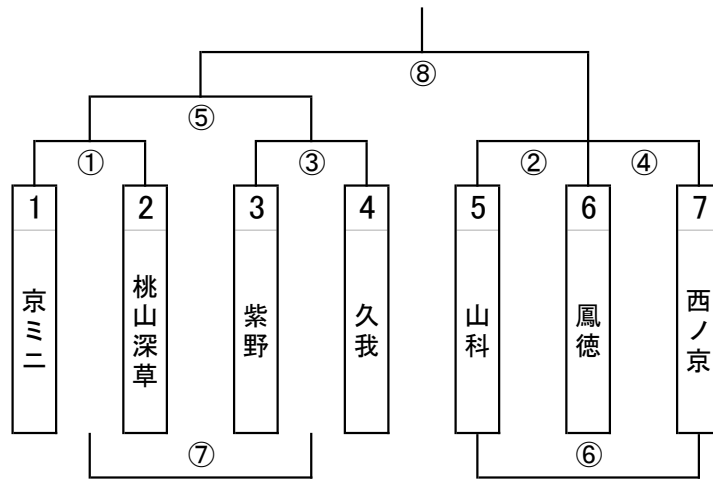 ⑧
⑤
① ③ ② ④
1 2 3 4 5 6 7
京ミニ
桃山深草
紫野
久我
山科
鳳徳
西ノ京
⑦ ⑥